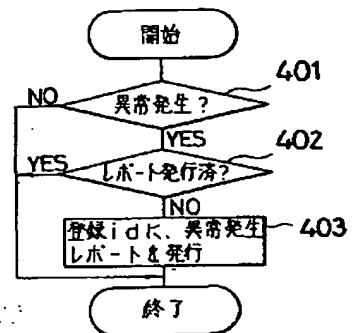 開始
401
異常発生?
NO
YES
402
YES
レポート発行済?
NO
登録idに、異常発生
レポートを発行
403
終了